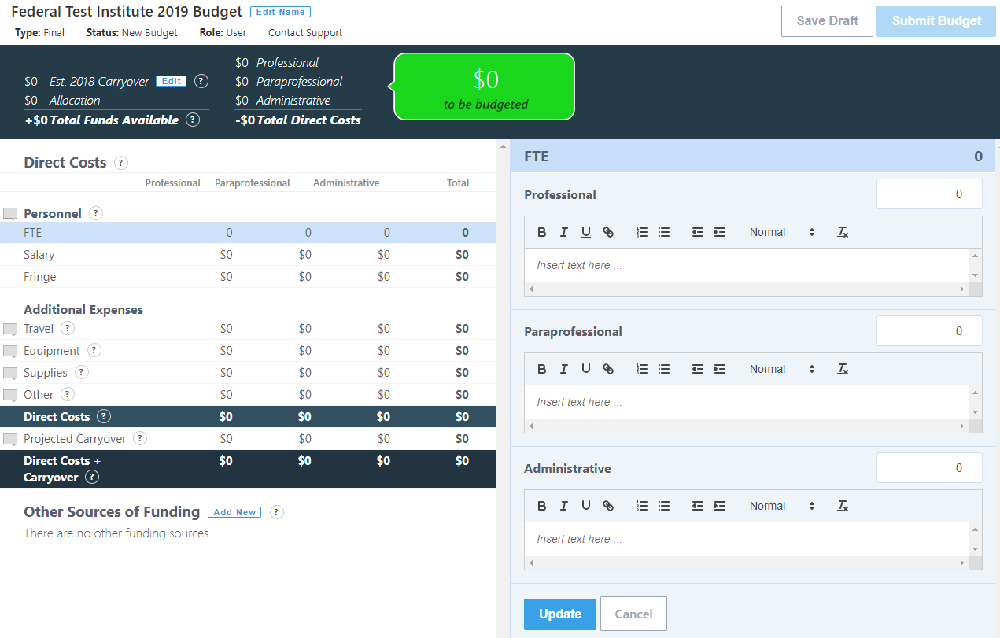 Federal Test Institute 2019 Budget Edit Name
Type: Final Status: New Budget Role: User Contact Support
Save Draft Submit Budget
$0 Est. 2018 Carryover Edit ?
$0 Allocation
+$0 Total Funds Available ?
$0 Professional
$0 Paraprofessional
$0 Administrative
-$0 Total Direct Costs
$0
to be budgeted
Direct Costs ?
Professional Paraprofessional Administrative Total
Personnel ?
FTE 0 0 0 0
Salary $0 $0 $0 $0
Fringe $0 $0 $0 $0
Additional Expenses
Travel ? $0 $0 $0 $0
Equipment ? $0 $0 $0 $0
Supplies ? $0 $0 $0 $0
Other ? $0 $0 $0 $0
Direct Costs ? $0 $0 $0 $0
Projected Carryover ? $0 $0 $0 $0
Direct Costs + $0 $0 $0 $0
Carryover ?
Other Sources of Funding Add New ?
There are no other funding sources.
FTE 0
Professional 0
B I U Normal Tx
Insert text here ...
Paraprofessional 0
B I U Normal Tx
Insert text here ...
Administrative 0
B I U Normal Tx
Insert text here ...
Update Cancel